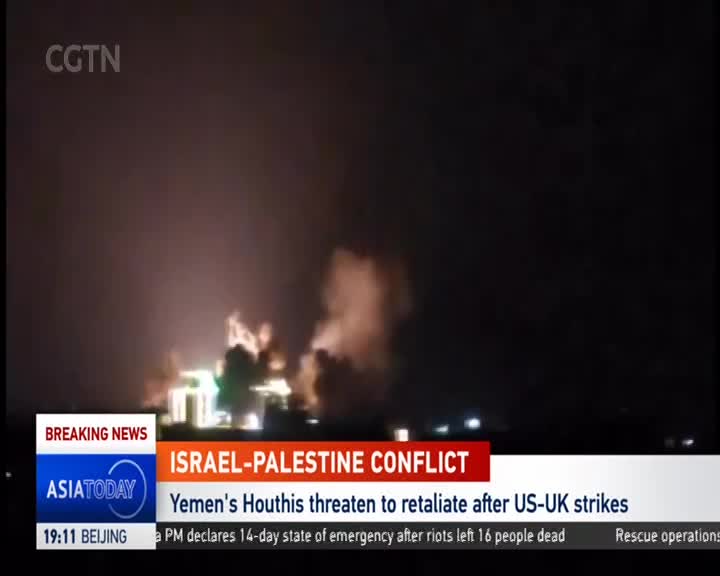 CGTN
BREAKING NEWS
ISRAEL-PALESTINE CONFLICT
ASIATODAY
Yemen's Houthis threaten to retaliate after US-UK strikes
19:11 BEIJING
a PM declares 14-day state of emergency after riots left 16 people dead Rescue operations